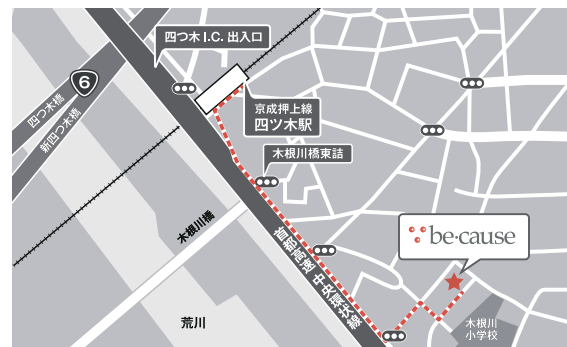 四つ木I.C. 出入口
6
四つ木橋
新四つ木橋
京成押上線
四ツ木駅
木根川橋東詰
木根川橋
首都高速中央環状線
be·cause
荒川
木根川
小学校